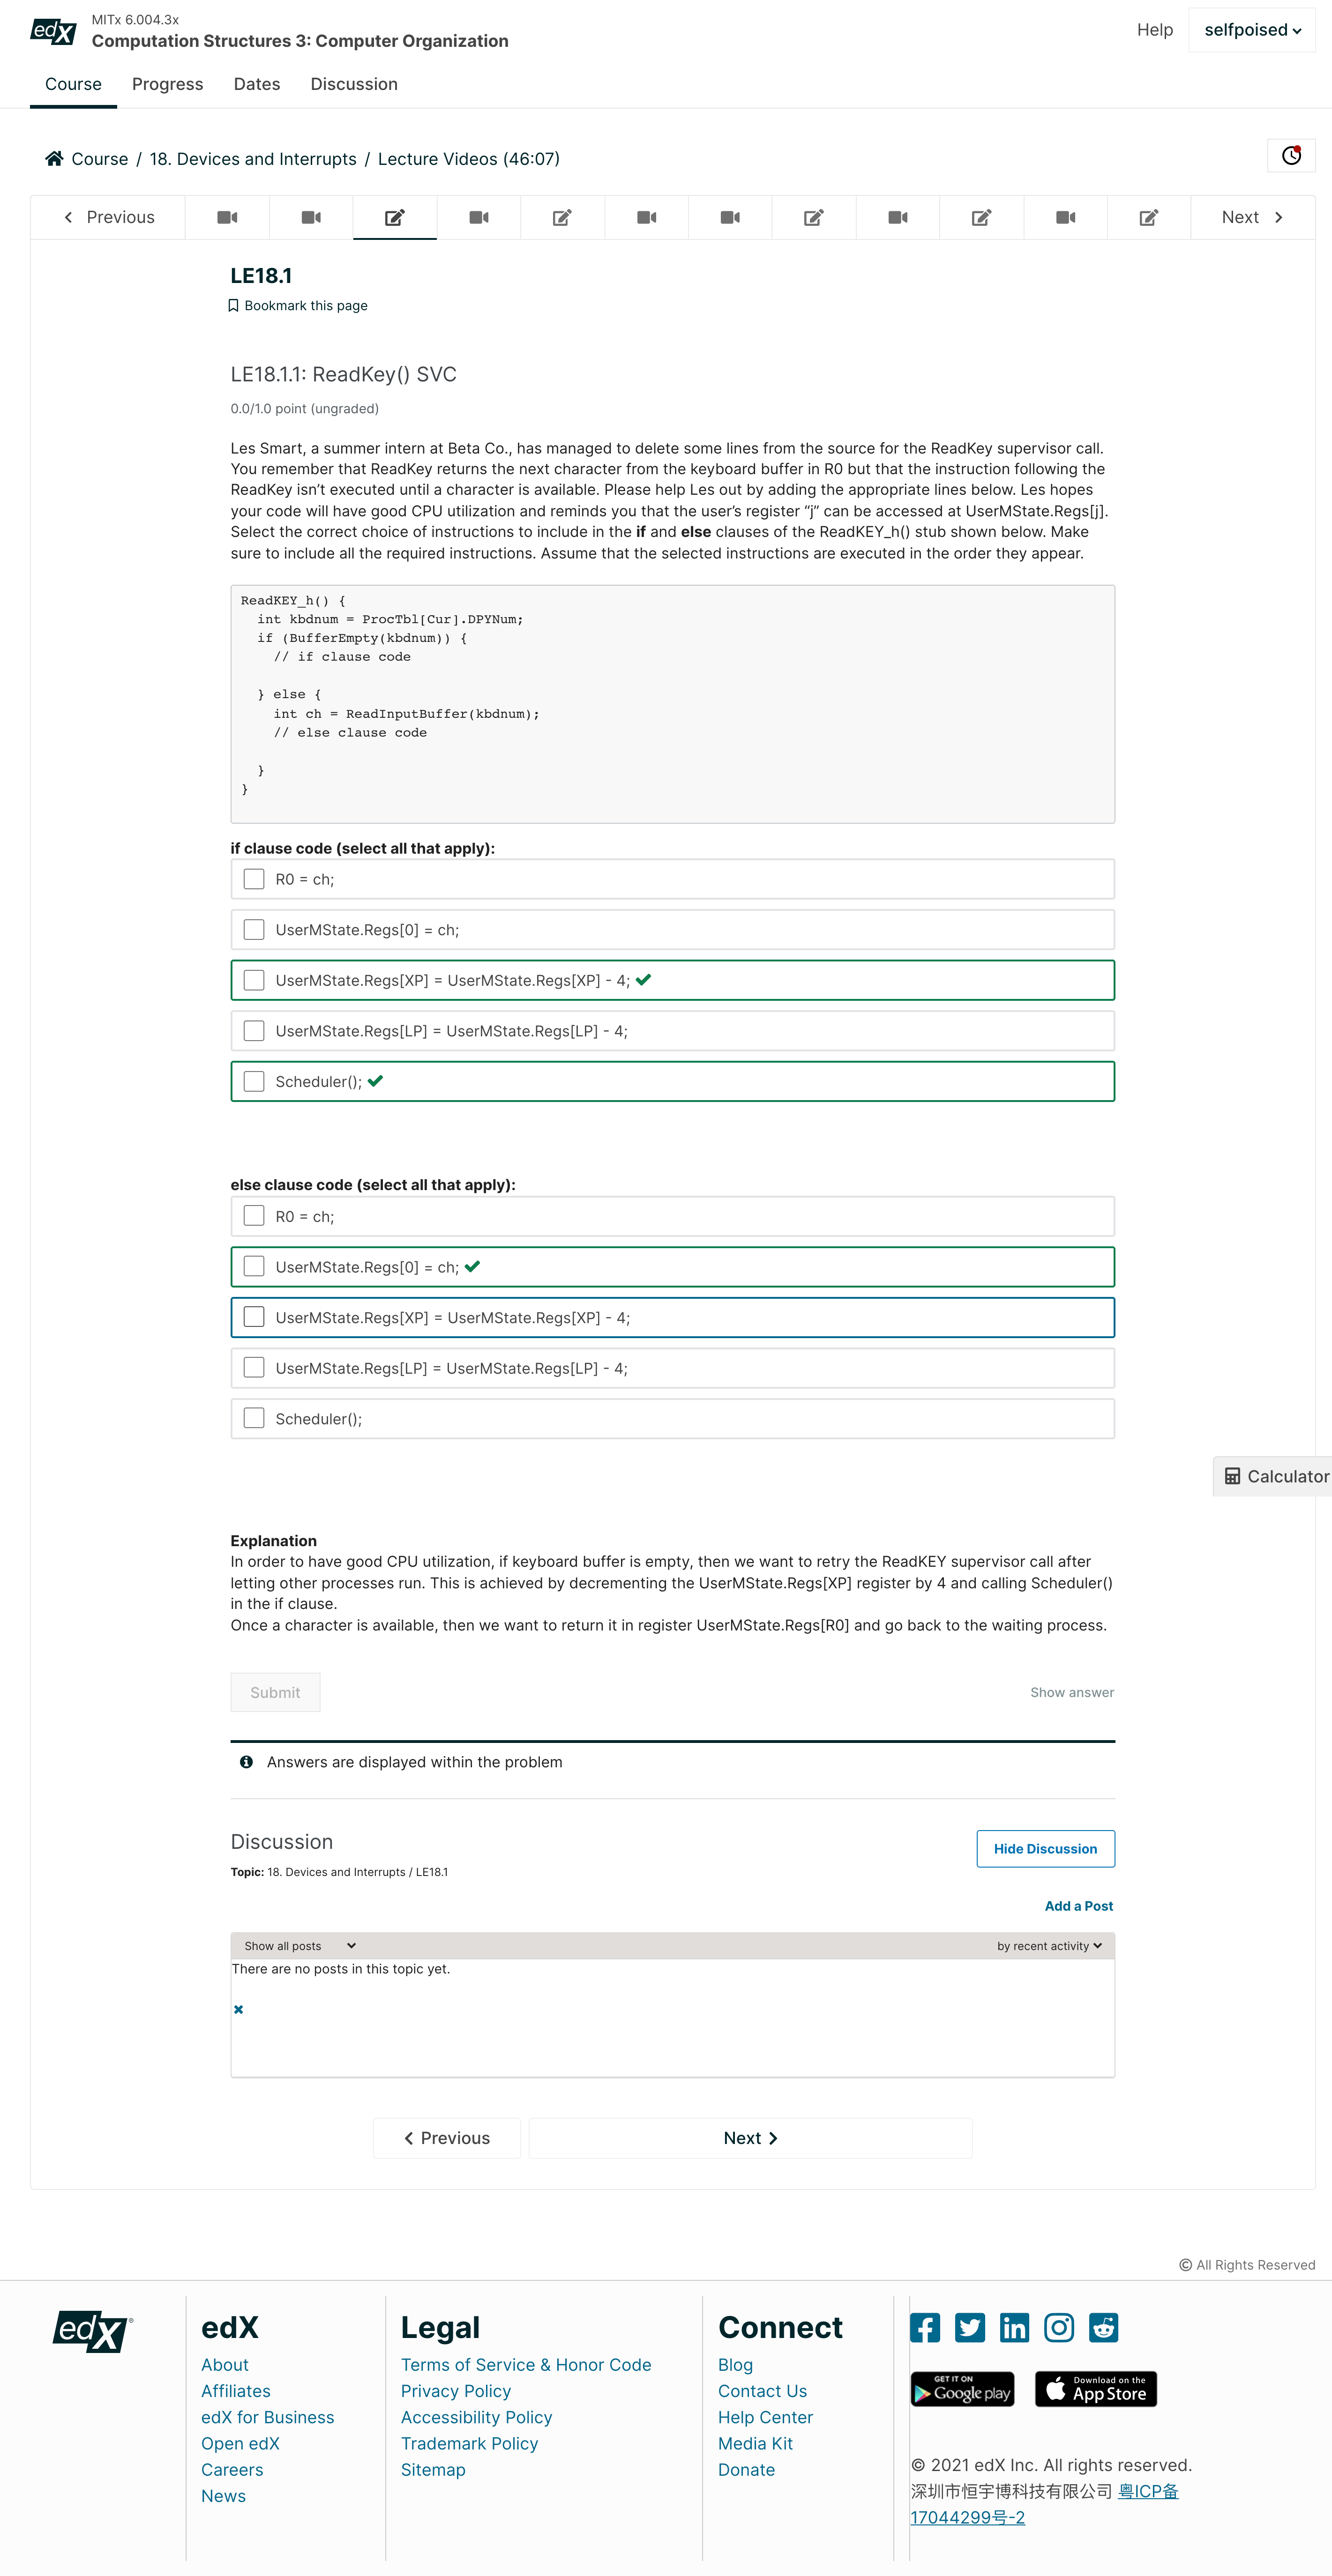 edX
MITx 6.004.3x
Computation Structures 3: Computer Organization
Help
selfpoised
Course
Progress
Dates
Discussion
Course / 18. Devices and Interrupts / Lecture Videos (46:07)
Previous
Next
LE18.1
Bookmark this page
LE18.1.1: ReadKey() SVC
0.0/1.0 point (ungraded)
Les Smart, a summer intern at Beta Co., has managed to delete some lines from the source for the ReadKey supervisor call.
You remember that ReadKey returns the next character from the keyboard buffer in R0 but that the instruction following the
ReadKey isn’t executed until a character is available. Please help Les out by adding the appropriate lines below. Les hopes
your code will have good CPU utilization and reminds you that the user’s register “j” can be accessed at UserMState.Regs[j].
Select the correct choice of instructions to include in the if and else clauses of the ReadKEY_h() stub shown below. Make
sure to include all the required instructions. Assume that the selected instructions are executed in the order they appear.
ReadKEY_h() {
int kbdnum = ProcTbl[Cur].DPYNum;
if (BufferEmpty(kbdnum)) {
// if clause code
} else {
int ch = ReadInputBuffer(kbdnum);
// else clause code
}
}
if clause code (select all that apply):
R0 = ch;
UserMState.Regs[0] = ch;
UserMState.Regs[XP] = UserMState.Regs[XP] - 4;
UserMState.Regs[LP] = UserMState.Regs[LP] - 4;
Scheduler();
else clause code (select all that apply):
R0 = ch;
UserMState.Regs[0] = ch;
UserMState.Regs[XP] = UserMState.Regs[XP] - 4;
UserMState.Regs[LP] = UserMState.Regs[LP] - 4;
Scheduler();
Calculator
Explanation
In order to have good CPU utilization, if keyboard buffer is empty, then we want to retry the ReadKEY supervisor call after
letting other processes run. This is achieved by decrementing the UserMState.Regs[XP] register by 4 and calling Scheduler()
in the if clause.
Once a character is available, then we want to return it in register UserMState.Regs[R0] and go back to the waiting process.
Submit
Show answer
Answers are displayed within the problem
Discussion
Hide Discussion
Topic: 18. Devices and Interrupts / LE18.1
Add a Post
Show all posts
by recent activity
There are no posts in this topic yet.
Previous
Next
© All Rights Reserved
edX
edX
About
Affiliates
edX for Business
Open edX
Careers
News
Legal
Terms of Service & Honor Code
Privacy Policy
Accessibility Policy
Trademark Policy
Sitemap
Connect
Blog
Contact Us
Help Center
Media Kit
Donate
GET IT ON
Google play
Download on the
App Store
© 2021 edX Inc. All rights reserved.
深圳市恒宇博科技有限公司 粤ICP备
17044299号-2